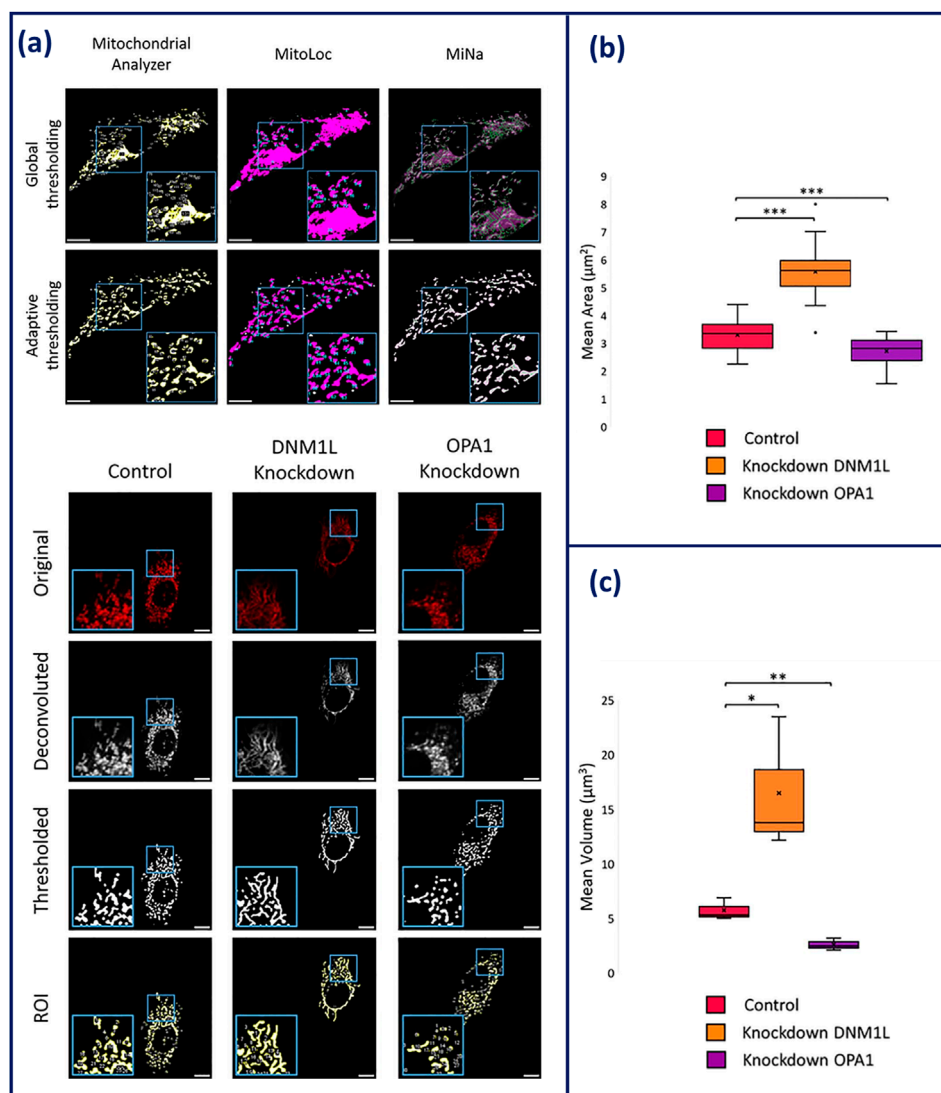 (a)
Mitochondrial
Analyzer
MitoLoc
MiNa
Global
thresholding
Adaptive
thresholding
Control
DNM1L
Knockdown
OPA1
Knockdown
Original
Deconvoluted
Thresholded
ROI
(b)
Mean Area (µm²)
9
8
7
6
5
4
3
2
1
0
***
***
Control
Knockdown DNM1L
Knockdown OPA1
(c)
Mean Volume (µm³)
25
20
15
10
5
0
**
*
Control
Knockdown DNM1L
Knockdown OPA1